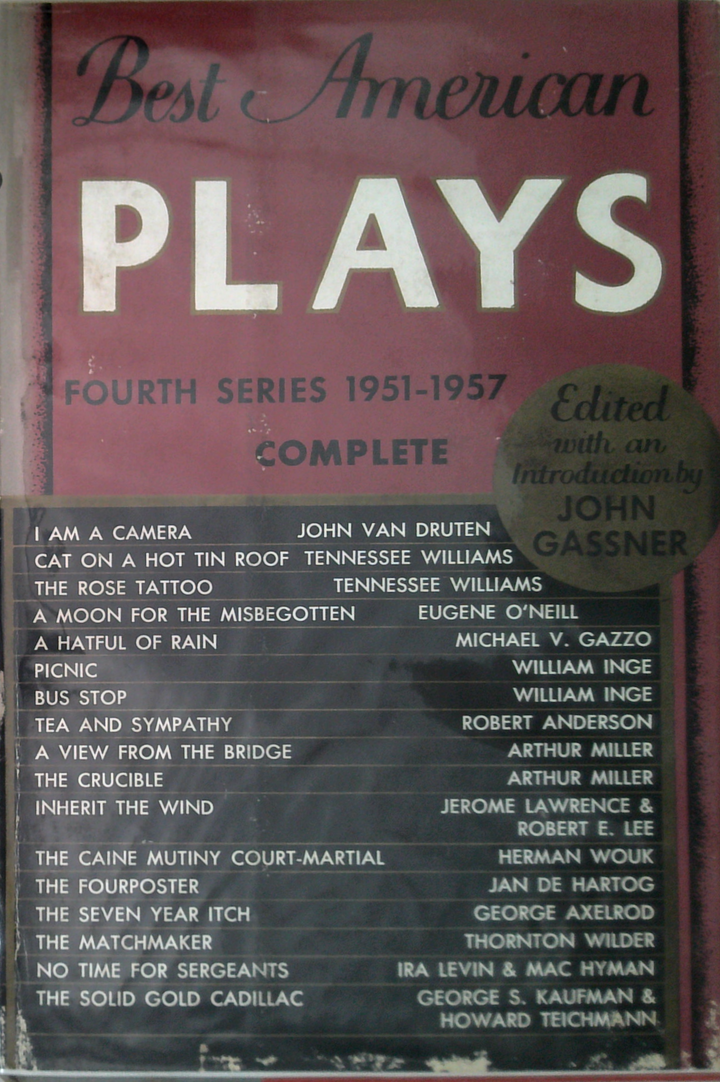 Best American
PLAYS
FOURTH SERIES 1951-1957
COMPLETE
Edited
with an
Introduction by
JOHN
GASSNER
I AM A CAMERA JOHN VAN DRUTEN
CAT ON A HOT TIN ROOF TENNESSEE WILLIAMS
THE ROSE TATTOO TENNESSEE WILLIAMS
A MOON FOR THE MISBEGOTTEN EUGENE O'NEILL
A HATFUL OF RAIN MICHAEL V. GAZZO
PICNIC WILLIAM INGE
BUS STOP WILLIAM INGE
TEA AND SYMPATHY ROBERT ANDERSON
A VIEW FROM THE BRIDGE ARTHUR MILLER
THE CRUCIBLE ARTHUR MILLER
INHERIT THE WIND JEROME LAWRENCE &
ROBERT E. LEE
THE CAINE MUTINY COURT-MARTIAL HERMAN WOUK
THE FOURPOSTER JAN DE HARTOG
THE SEVEN YEAR ITCH GEORGE AXELROD
THE MATCHMAKER THORNTON WILDER
NO TIME FOR SERGEANTS IRA LEVIN & MAC HYMAN
THE SOLID GOLD CADILLAC GEORGE S. KAUFMAN &
HOWARD TEICHMANN